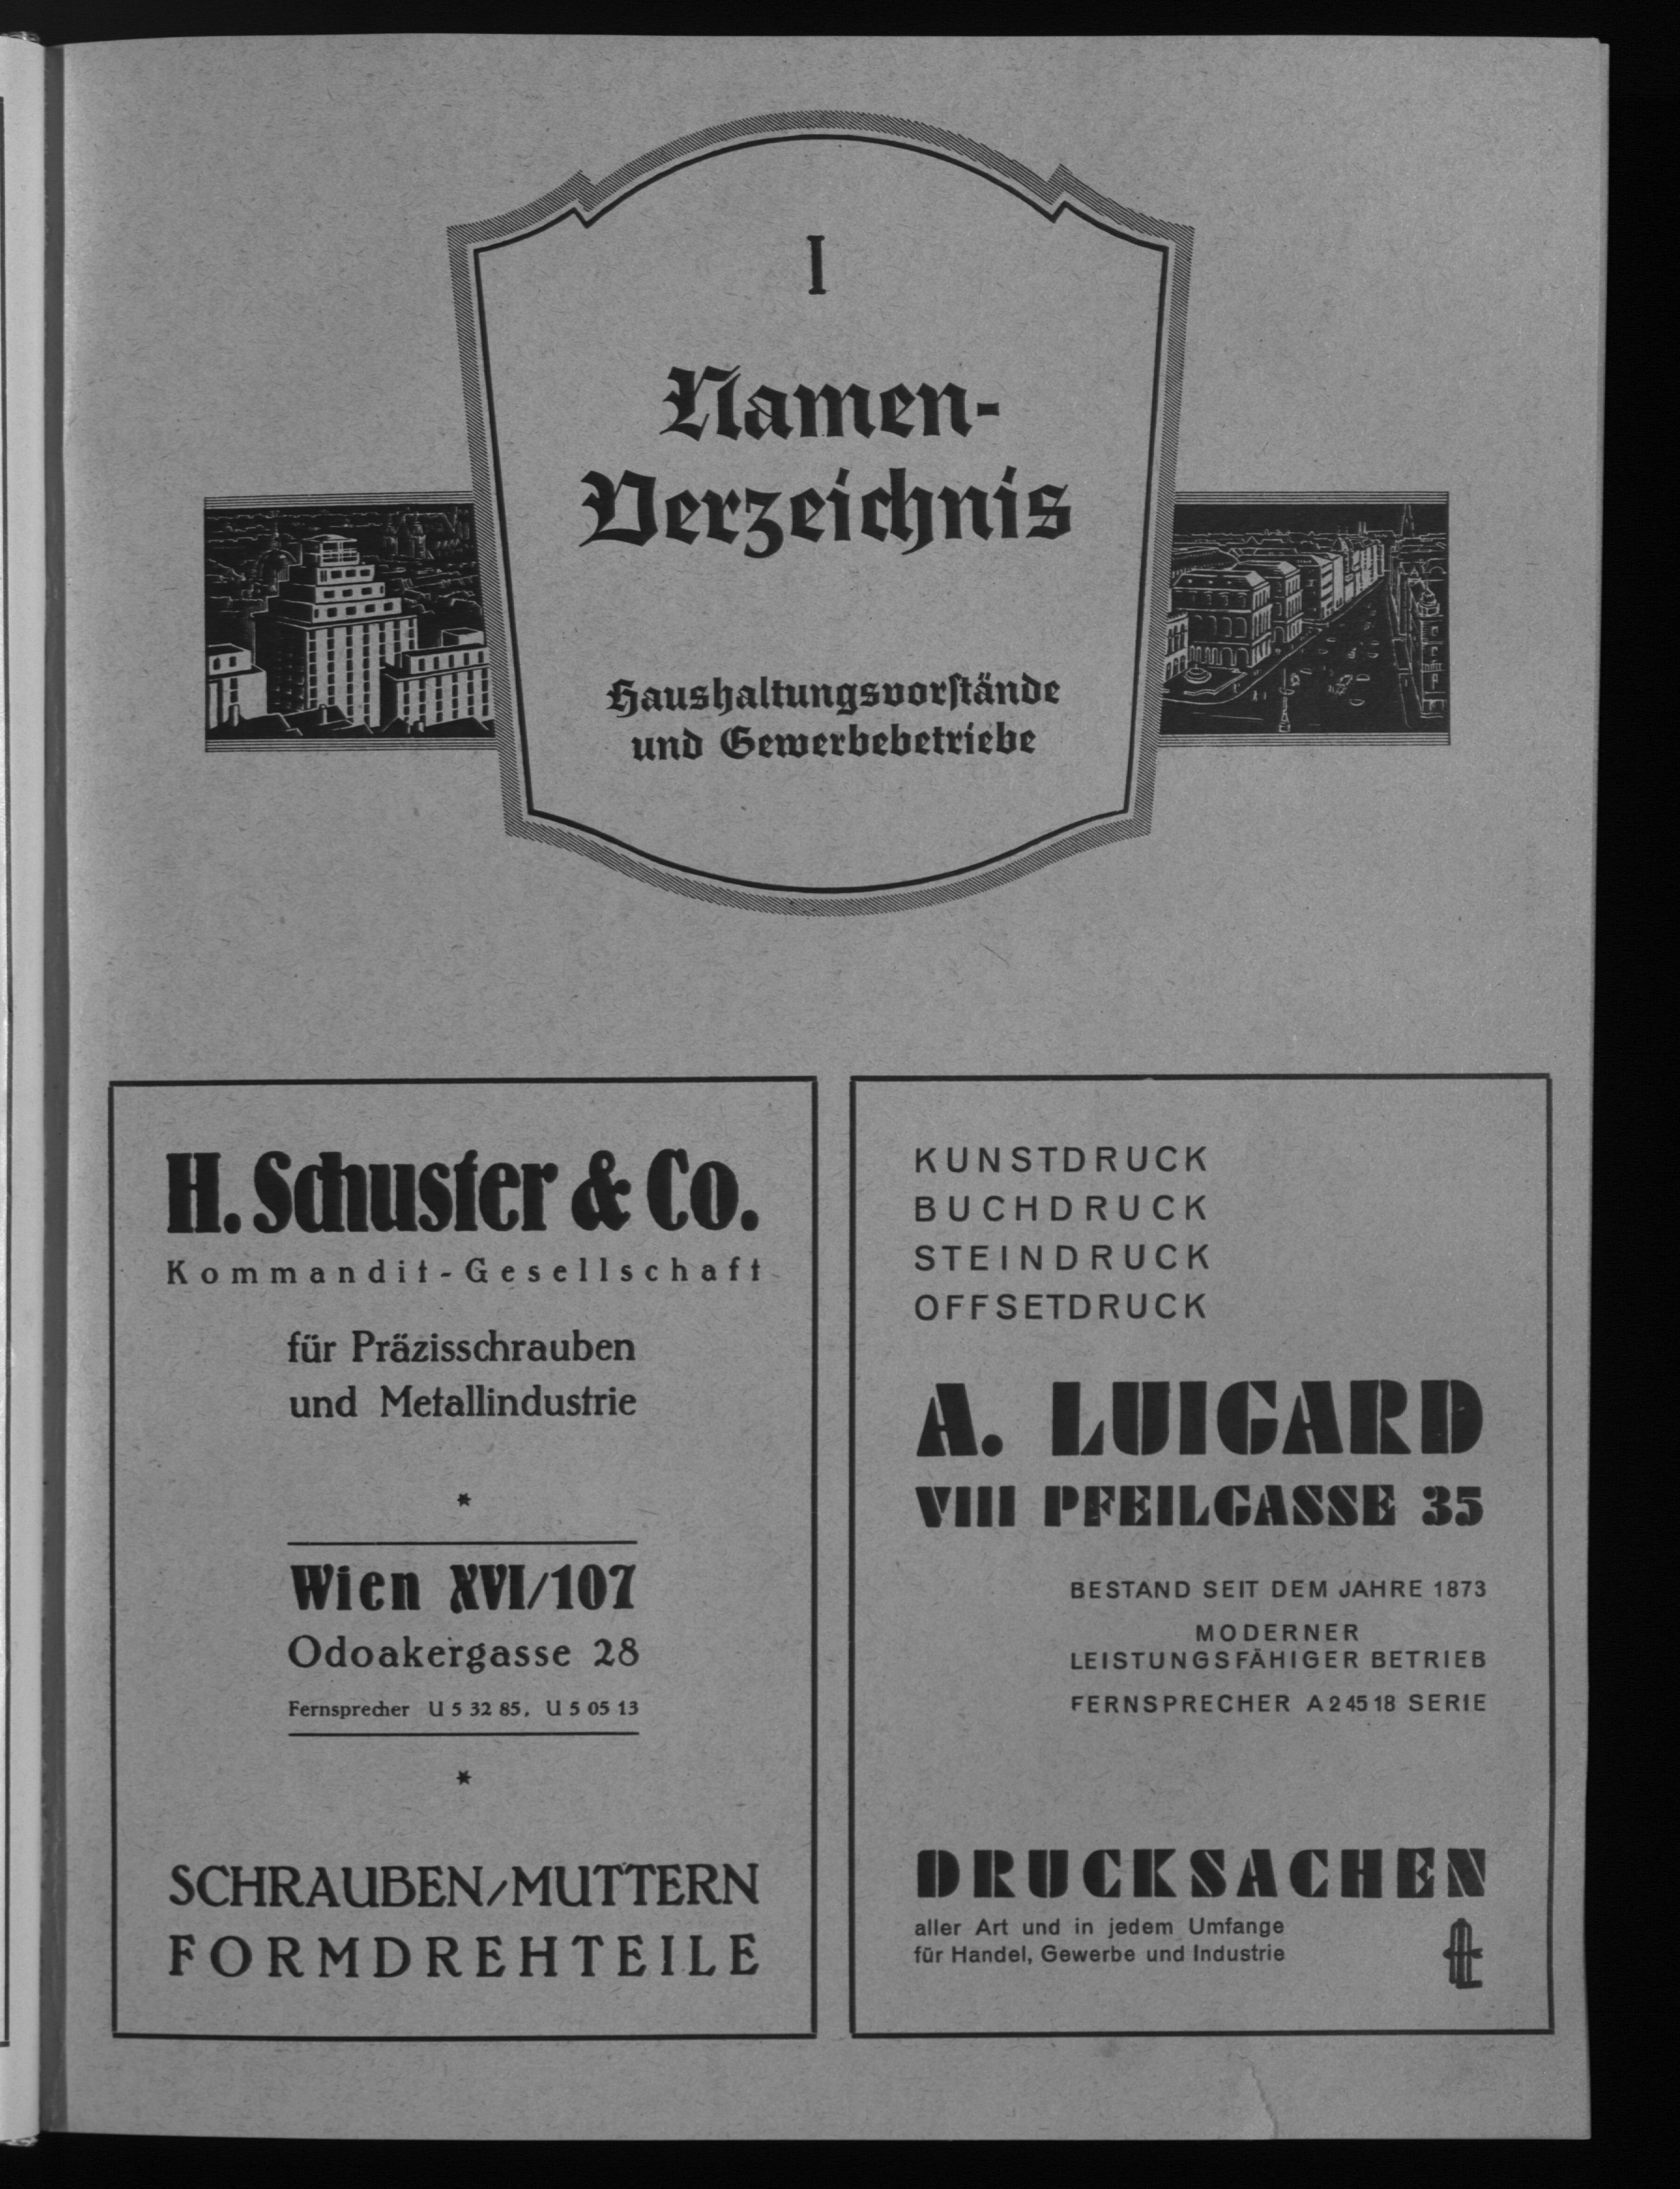 I
Namen-
Verzeichnis
Haushaltungsvorstände
und Gewerbebetriebe
H. Schuster & Co.
Kommandit-Gesellschaft
für Präzisschrauben
und Metallindustrie
*
Wien XVI/107
Odoakergasse 28
Fernsprecher U 5 32 85, U 5 05 13
*
SCHRAUBEN/MUTTERN
FORMDREHTEILE
KUNSTDRUCK
BUCHDRUCK
STEINDRUCK
OFFSETDRUCK
A. LUIGARD
VIII PFEILGASSE 35
BESTAND SEIT DEM JAHRE 1873
MODERNER
LEISTUNGSFÄHIGER BETRIEB
FERNSPRECHER A 2 45 18 SERIE
DRUCKSACHEN
aller Art und in jedem Umfange
für Handel, Gewerbe und Industrie